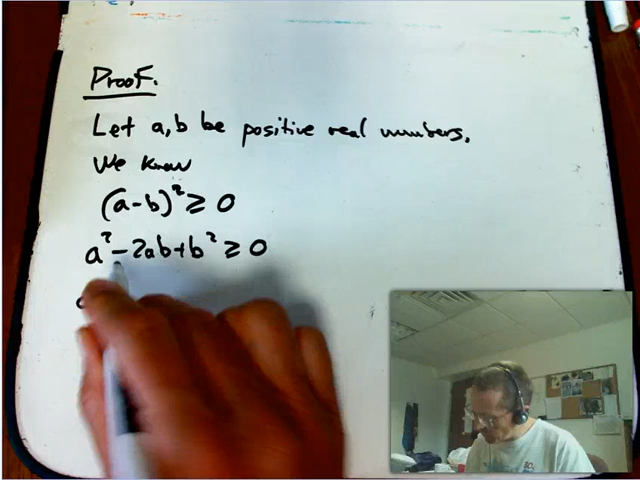 Proof.
Let a,b be positive real numbers.
We know
(a-b)² ≥ 0
a² - 2ab + b² ≥ 0